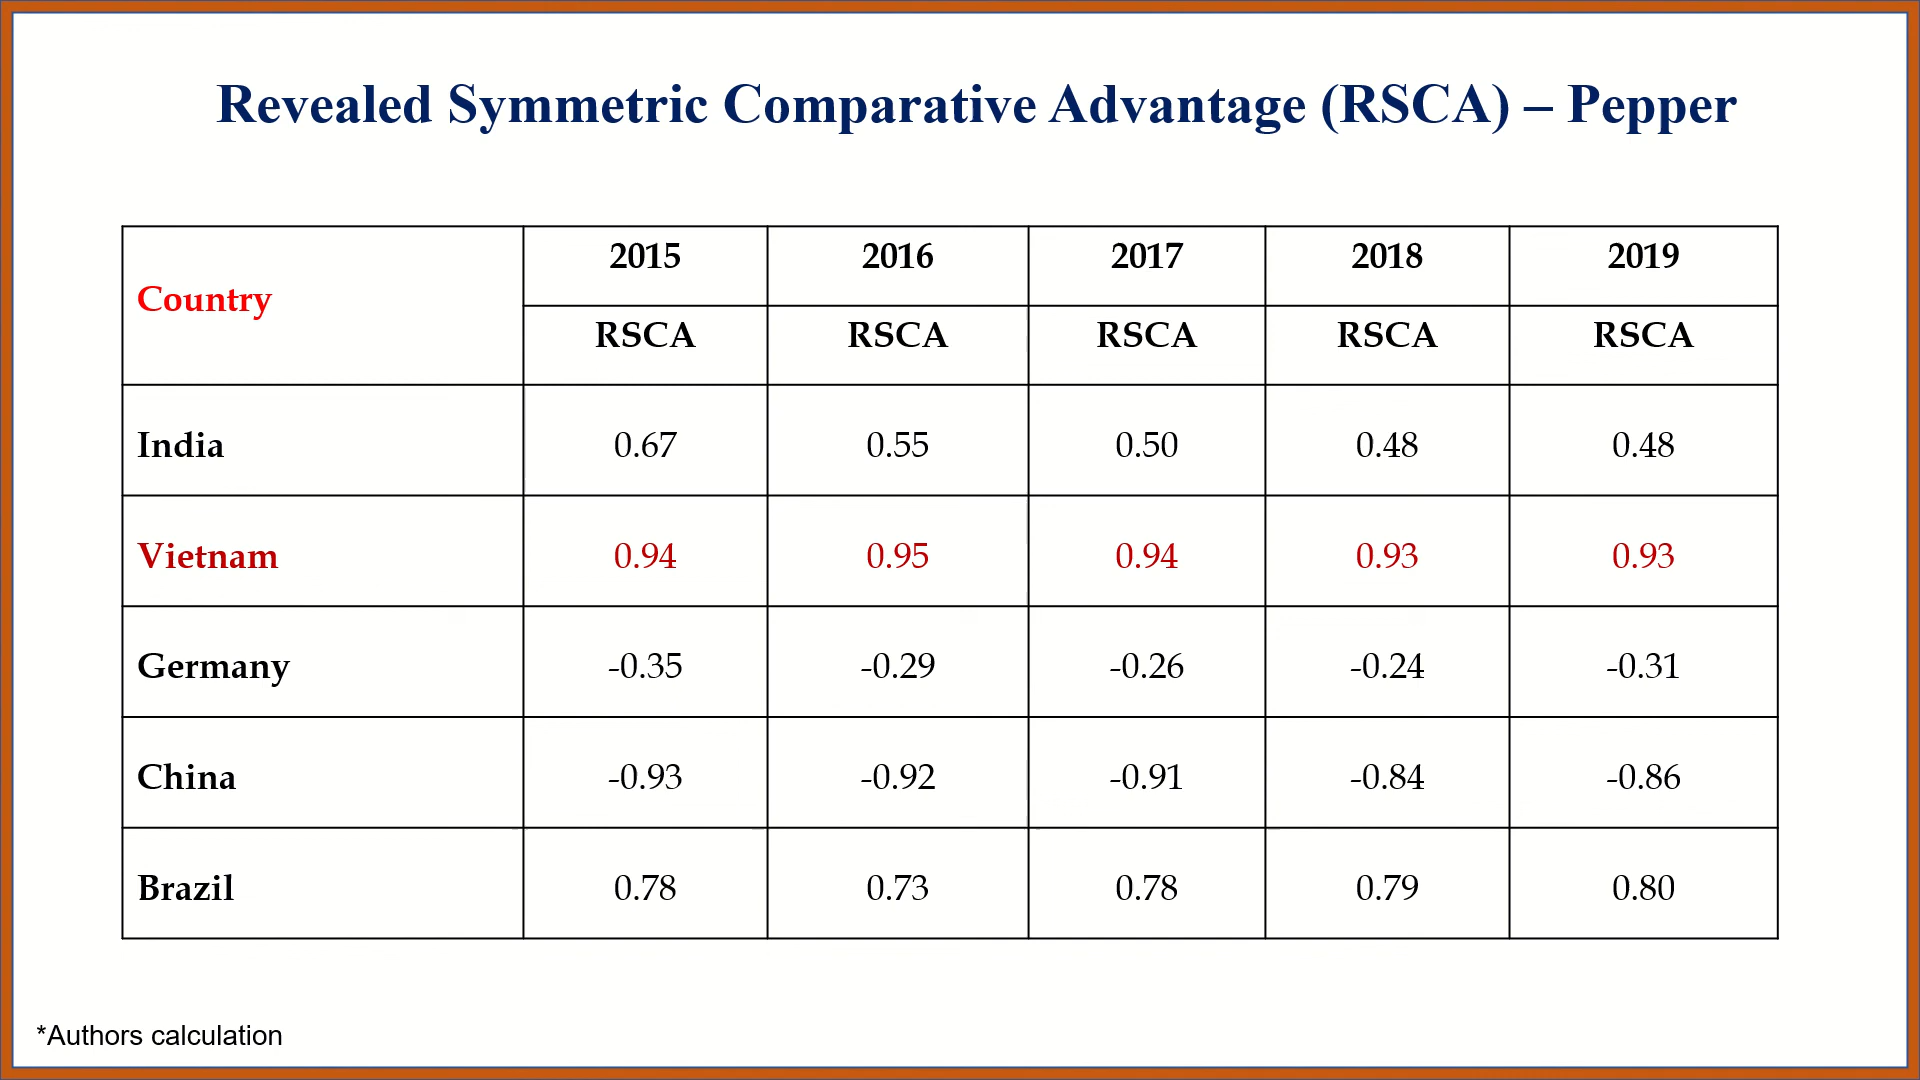 Revealed Symmetric Comparative Advantage (RSCA) – Pepper
Country 2015 2016 2017 2018 2019
RSCA RSCA RSCA RSCA RSCA
India 0.67 0.55 0.50 0.48 0.48
Vietnam 0.94 0.95 0.94 0.93 0.93
Germany -0.35 -0.29 -0.26 -0.24 -0.31
China -0.93 -0.92 -0.91 -0.84 -0.86
Brazil 0.78 0.73 0.78 0.79 0.80
*Authors calculation